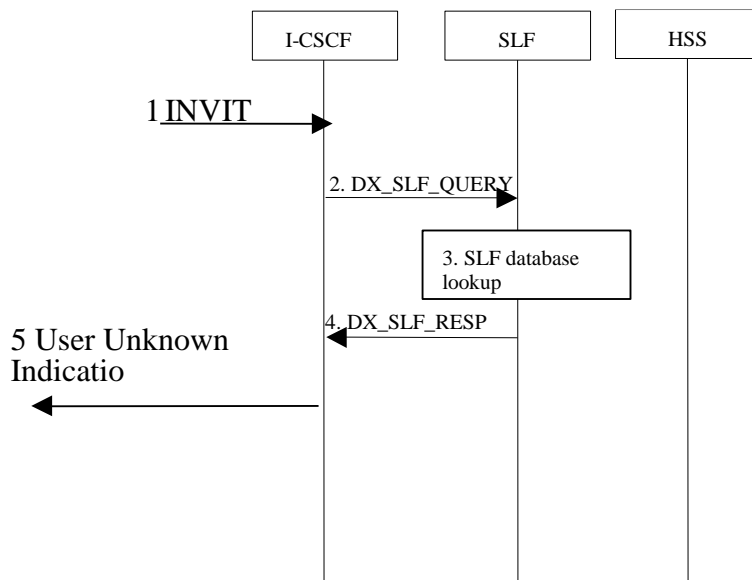 I-CSCF
SLF
HSS
1 INVIT
2. DX_SLF_QUERY
3. SLF database
lookup
4. DX_SLF_RESP
5 User Unknown
Indicatio